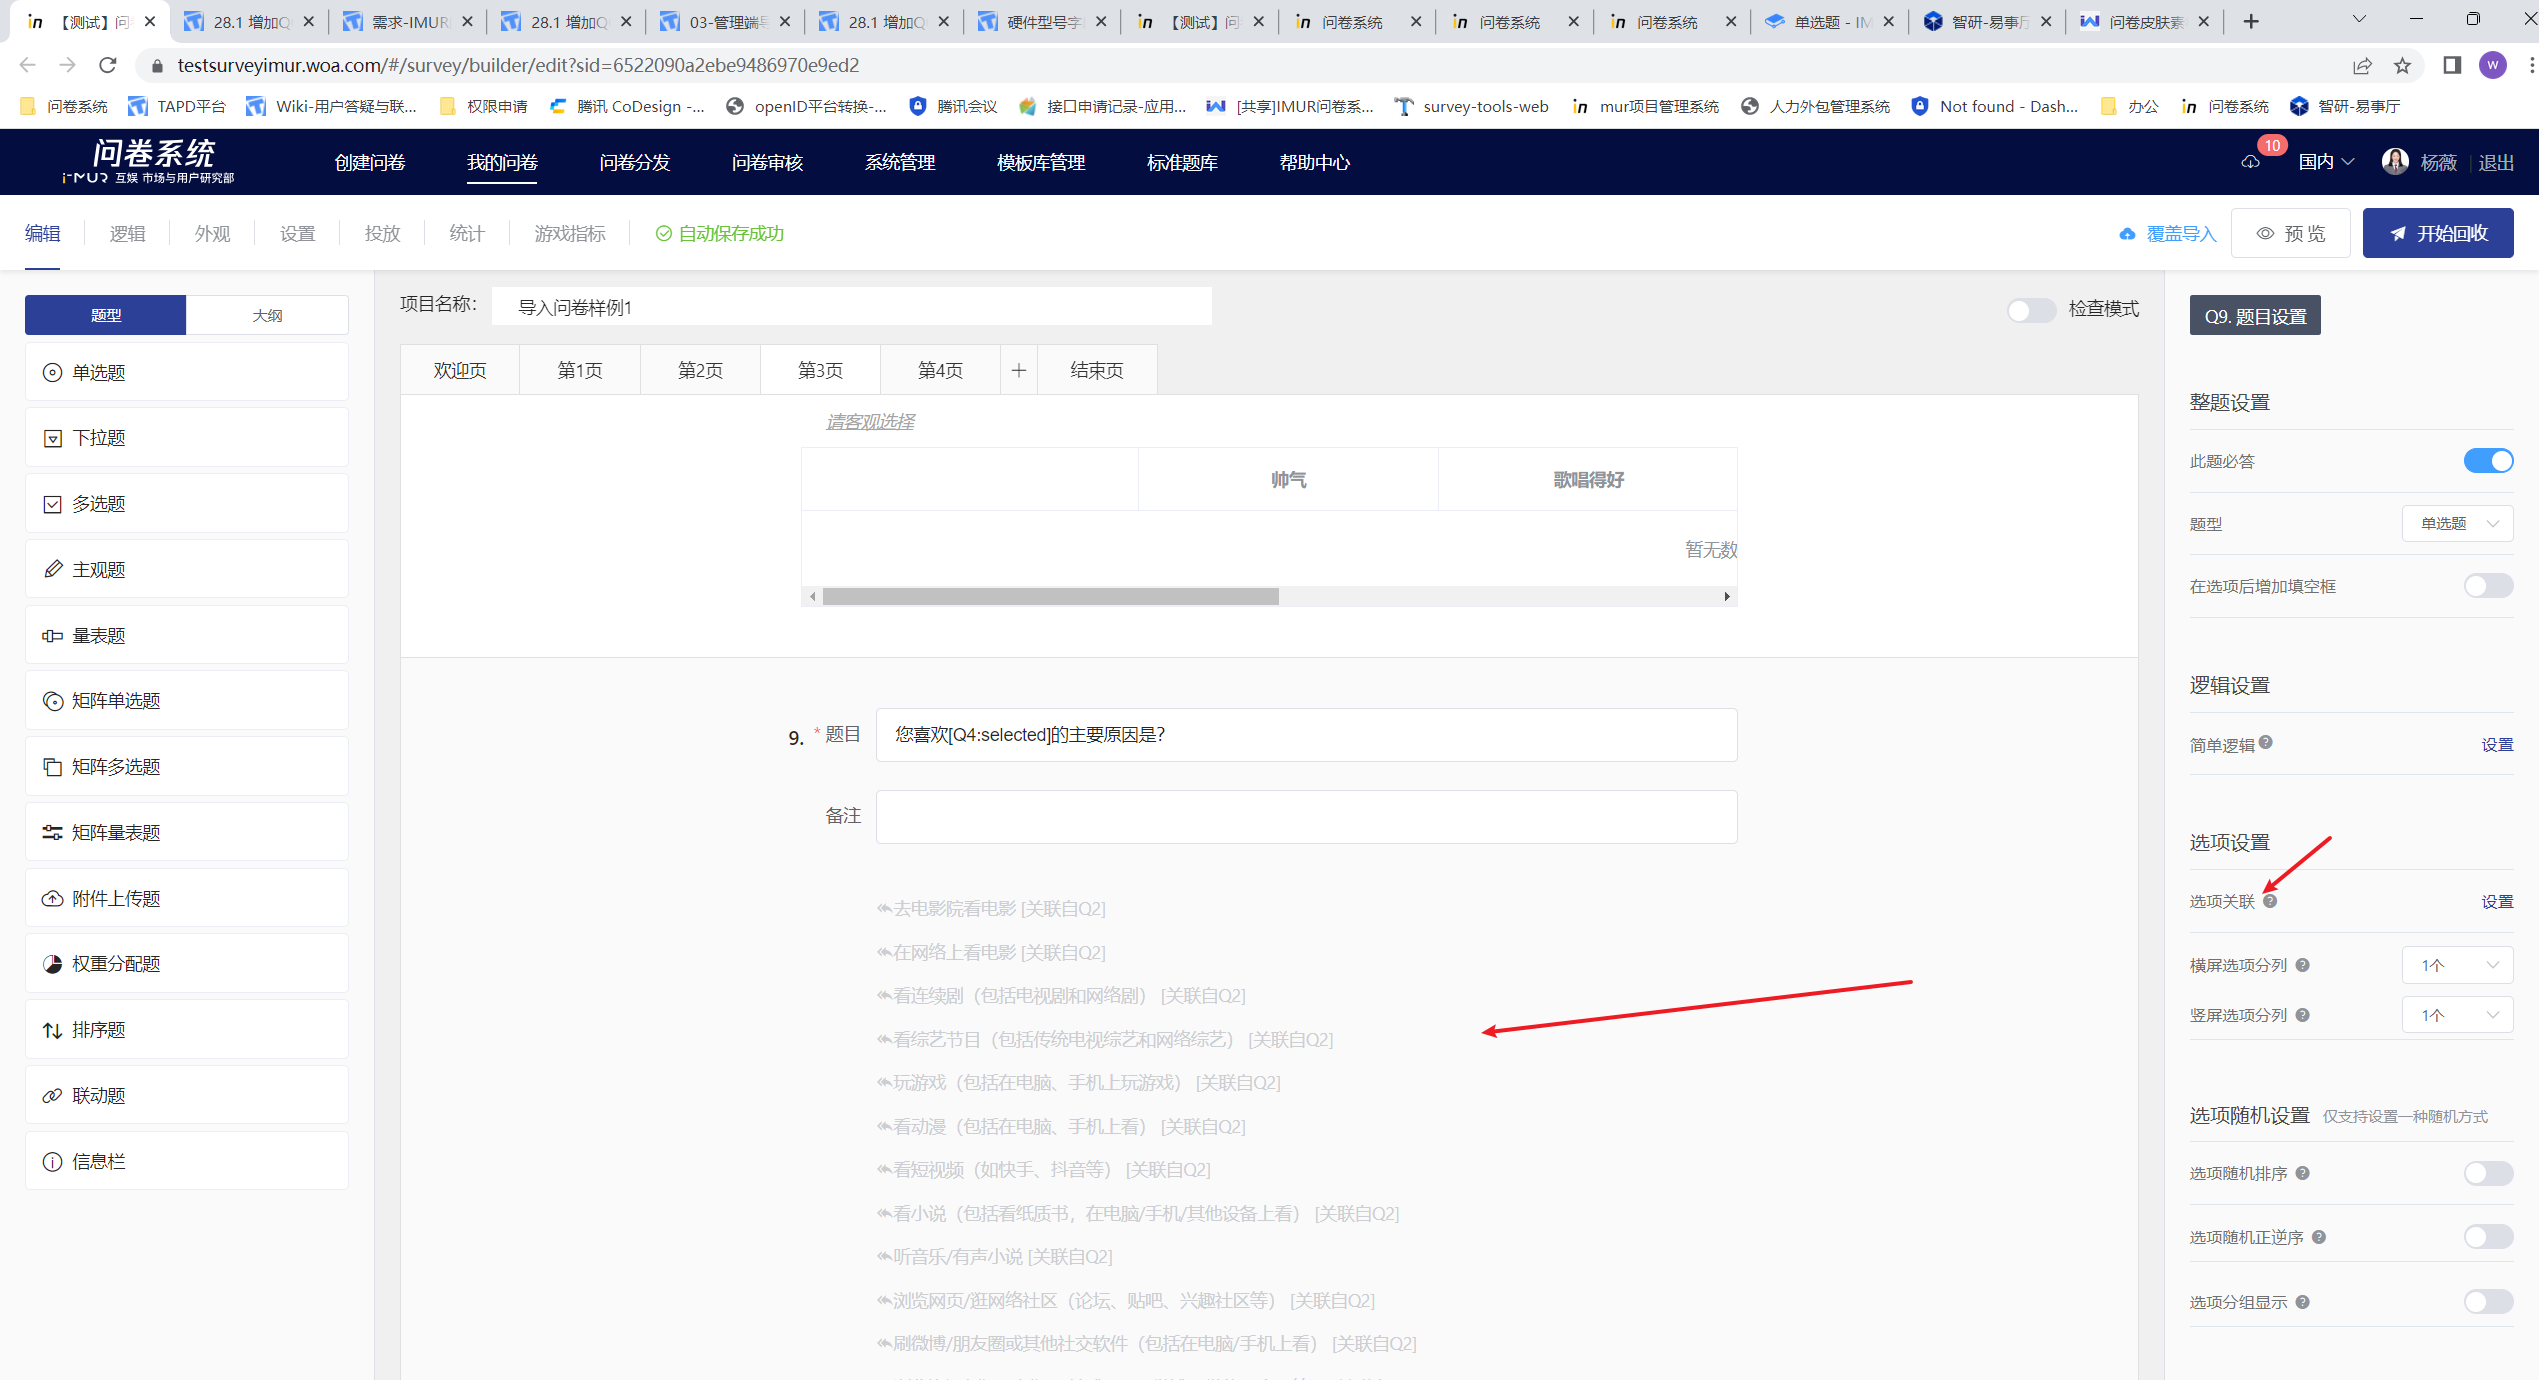 【测试】问
28.1 增加Q
需求-IMUR
28.1 增加Q
03-管理端导
28.1 增加Q
硬件型号字
【测试】问
问卷系统
问卷系统
问卷系统
单选题 - IM
智研-易事厅
问卷皮肤素
testsurveyimur.woa.com/#/survey/builder/edit?sid=6522090a2ebe9486970e9ed2
W
问卷系统
TAPD平台
Wiki-用户答疑与联...
权限申请
腾讯 CoDesign -...
openID平台转换-...
腾讯会议
接口申请记录-应用...
[共享]IMUR问卷系...
survey-tools-web
mur项目管理系统
人力外包管理系统
Not found - Dash...
办公
问卷系统
智研-易事厅
问卷系统
i-MUR 互娱 市场与用户研究部
创建问卷
我的问卷
问卷分发
问卷审核
系统管理
模板库管理
标准题库
帮助中心
10
国内
杨薇
退出
编辑
逻辑
外观
设置
投放
统计
游戏指标
自动保存成功
覆盖导入
预 览
开始回收
题型
大纲
单选题
下拉题
多选题
主观题
量表题
矩阵单选题
矩阵多选题
矩阵量表题
附件上传题
权重分配题
排序题
联动题
信息栏
项目名称：
导入问卷样例1
检查模式
欢迎页
第1页
第2页
第3页
第4页
+
结束页
请客观选择
帅气
歌唱得好
暂无数
9. * 题目
您喜欢[Q4:selected]的主要原因是?
备注
去电影院看电影 [关联自Q2]
在网络上看电影 [关联自Q2]
看连续剧（包括电视剧和网络剧） [关联自Q2]
看综艺节目（包括传统电视综艺和网络综艺） [关联自Q2]
玩游戏（包括在电脑、手机上玩游戏） [关联自Q2]
看动漫（包括在电脑、手机上看） [关联自Q2]
看短视频（如快手、抖音等） [关联自Q2]
看小说（包括看纸质书，在电脑/手机/其他设备上看） [关联自Q2]
听音乐/有声小说 [关联自Q2]
浏览网页/逛网络社区（论坛、贴吧、兴趣社区等） [关联自Q2]
刷微博/朋友圈或其他社交软件（包括在电脑/手机上看） [关联自Q2]
Q9. 题目设置
整题设置
此题必答
题型
单选题
在选项后增加填空框
逻辑设置
简单逻辑
设置
选项设置
选项关联
设置
横屏选项分列
1个
竖屏选项分列
1个
选项随机设置 仅支持设置一种随机方式
选项随机排序
选项随机正逆序
选项分组显示